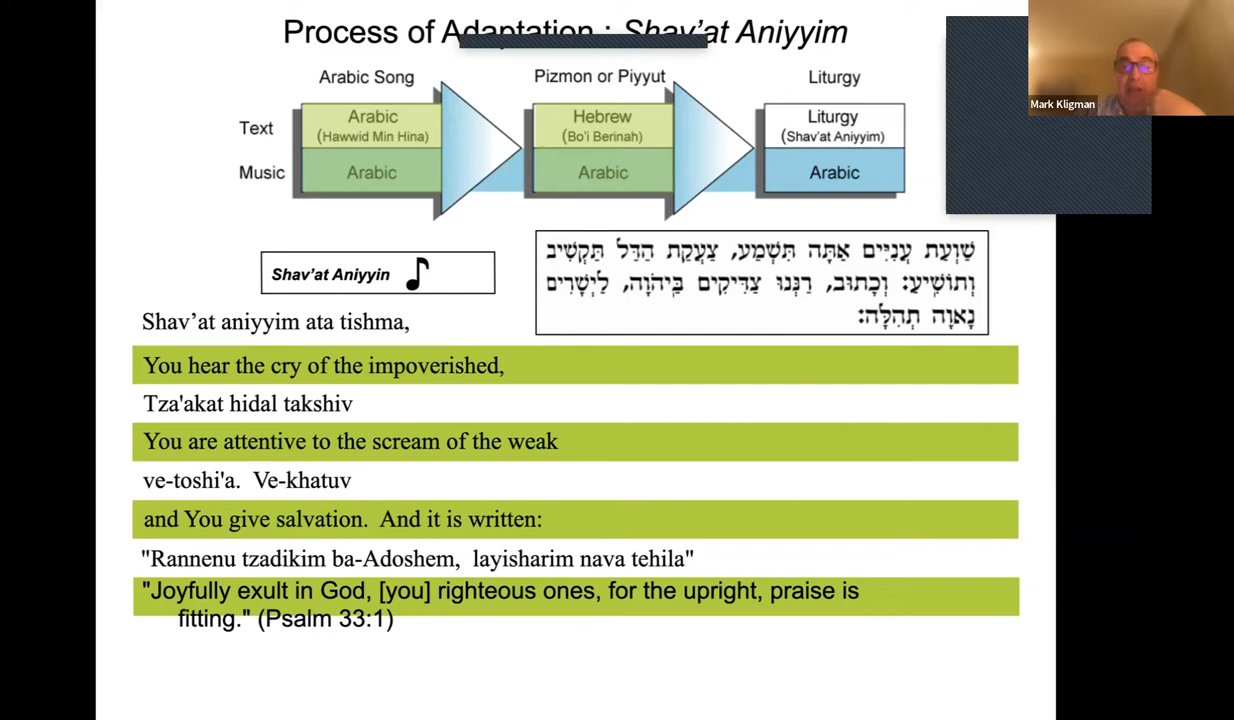 Process of Adaptation : Shav'at Aniyyim
Arabic Song
Pizmon or Piyyut
Liturgy
Mark Kligman
Text
Arabic
(Hawwid Min Hina)
Hebrew
(Bo'i Berinah)
Liturgy
(Shav'at Aniyyim)
Music
Arabic
Arabic
Arabic
Shav'at Aniyyin
שַׁוְעַת עֲנִיִּים אַתָּה תִּשְׁמַע, צַעֲקַת הַדַּל תַּקְשִׁיב
וְתוֹשִׁיעַ: וְכָתוּב, רַנְּנוּ צַדִּיקִים בַּיהֹוָה, לַיְשָׁרִים
נָאוָה תְהִלָּה:
Shav'at aniyyim ata tishma,
You hear the cry of the impoverished,
Tza'akat hidal takshiv
You are attentive to the scream of the weak
ve-toshi'a. Ve-khatuv
and You give salvation. And it is written:
"Rannenu tzadikim ba-Adoshem, layisharim nava tehila"
"Joyfully exult in God, [you] righteous ones, for the upright, praise is
fitting." (Psalm 33:1)